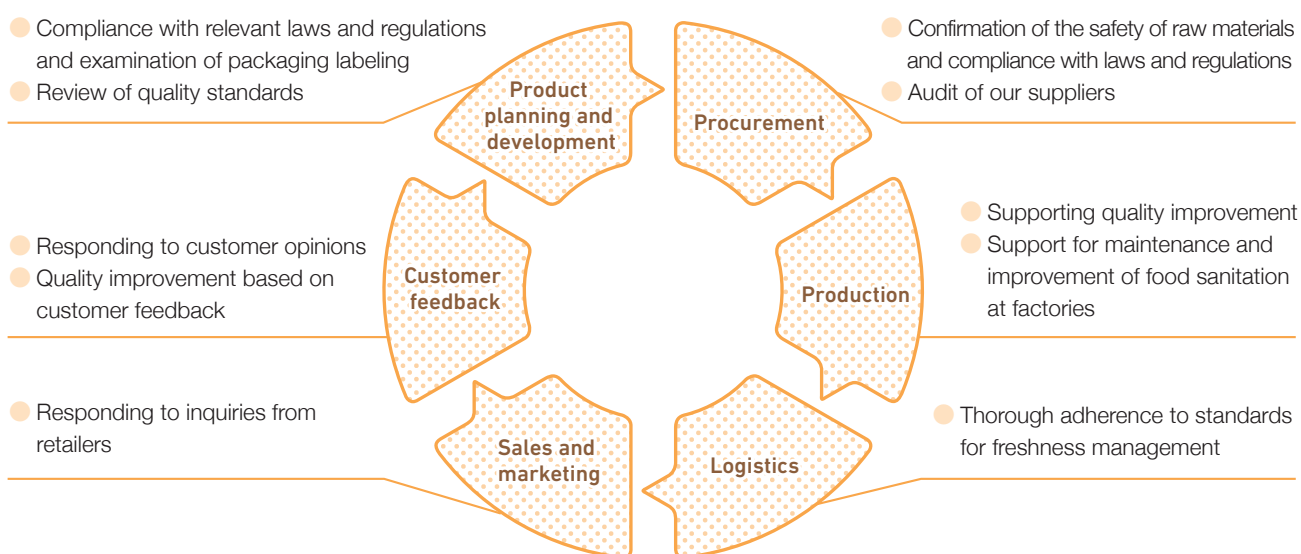 ● Compliance with relevant laws and regulations
and examination of packaging labeling
● Review of quality standards
Product
planning and
development
● Confirmation of the safety of raw materials
and compliance with laws and regulations
● Audit of our suppliers
Procurement
● Supporting quality improvement
● Support for maintenance and
improvement of food sanitation
at factories
Production
● Thorough adherence to standards
for freshness management
Logistics
● Responding to inquiries from
retailers
Sales and
marketing
● Responding to customer opinions
● Quality improvement based on
customer feedback
Customer
feedback